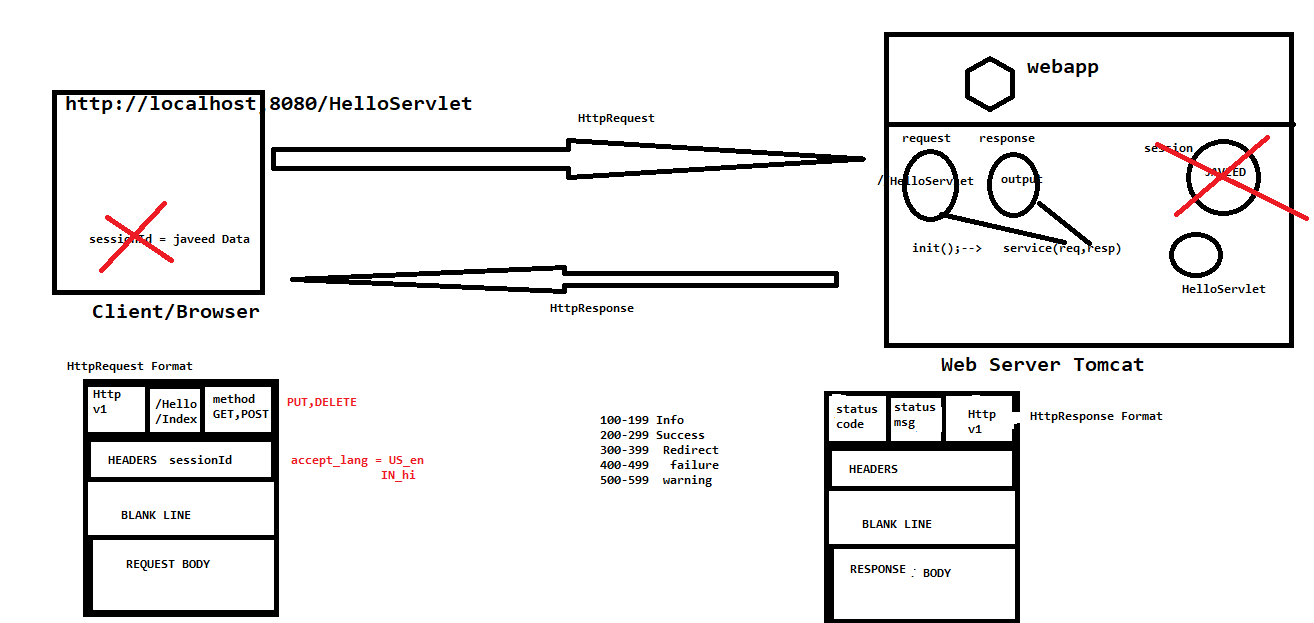 webapp
http://localhost:8080/HelloServlet
HttpRequest
request
response
session
JAVEED
/HelloServlet
output
sessionId = javeed Data
init();-->
service(req,resp)
HelloServlet
HttpResponse
Client/Browser
Web Server Tomcat
HttpRequest Format
Http
v1
/Hello
/Index
method
GET,POST
PUT,DELETE
HEADERS sessionId
accept_lang = US_en
IN_hi
BLANK LINE
REQUEST BODY
100-199 Info
200-299 Success
300-399 Redirect
400-499 failure
500-599 warning
status
code
status
msg
Http
v1
HttpResponse Format
HEADERS
BLANK LINE
RESPONSE BODY